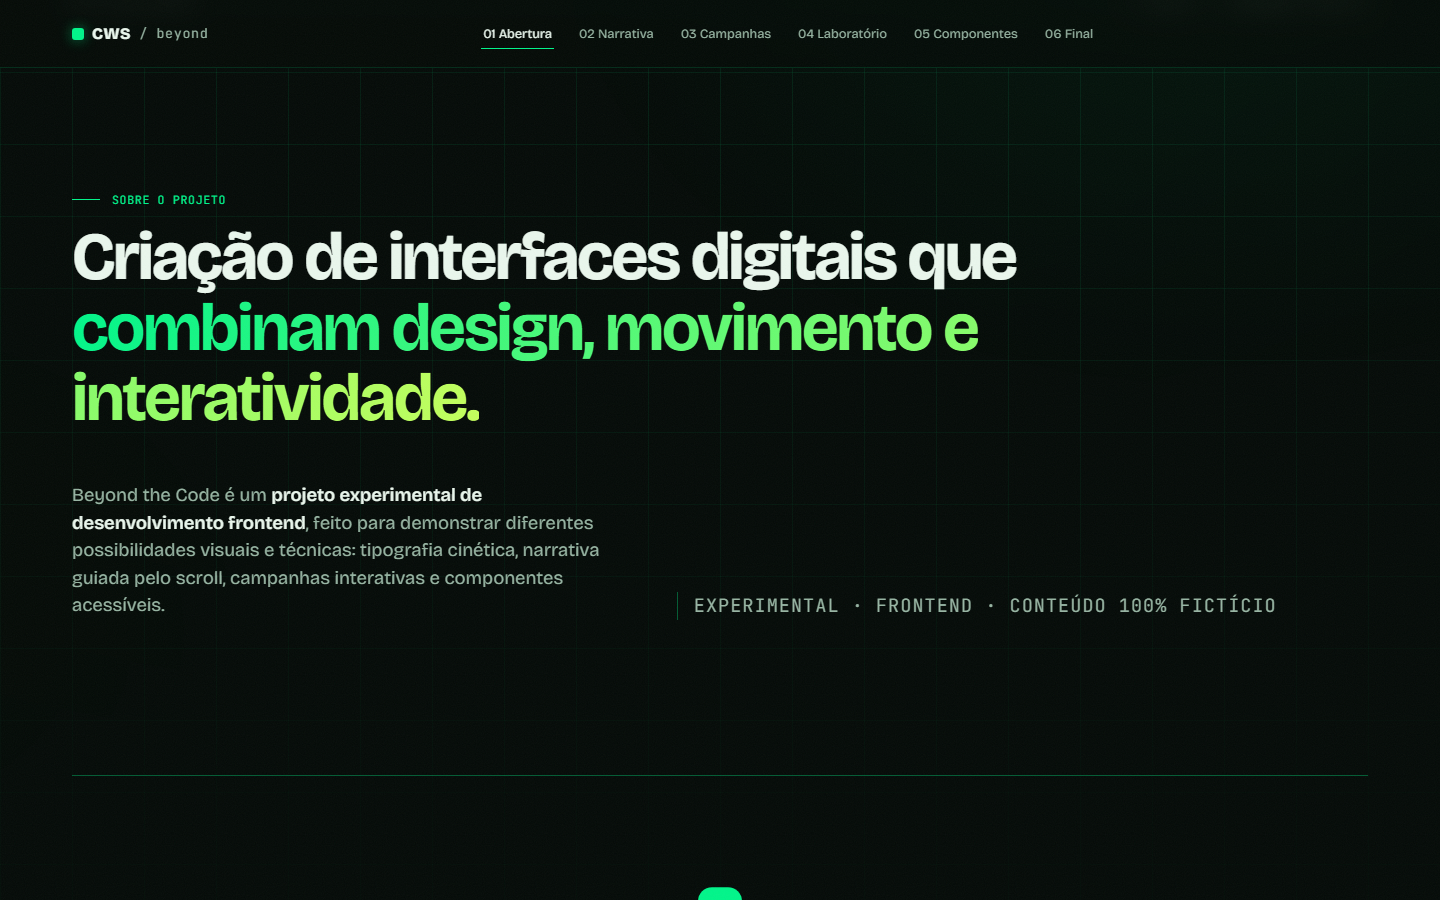 CWS / beyond
01 Abertura
02 Narrativa
03 Campanhas
04 Laboratório
05 Componentes
06 Final
SOBRE O PROJETO
Criação de interfaces digitais que
combinam design, movimento e
interatividade.
Beyond the Code é um projeto experimental de
desenvolvimento frontend, feito para demonstrar diferentes
possibilidades visuais e técnicas: tipografia cinética, narrativa
guiada pelo scroll, campanhas interativas e componentes
acessíveis.
EXPERIMENTAL · FRONTEND · CONTEÚDO 100% FICTÍCIO